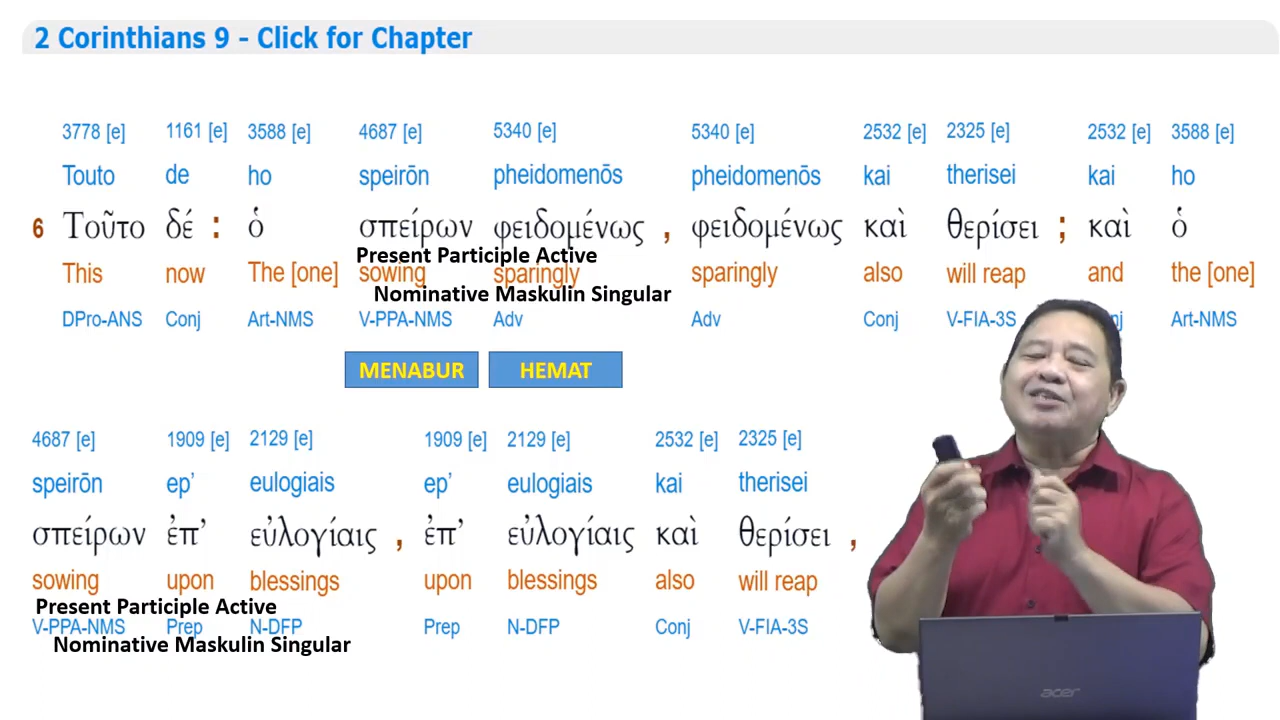 2 Corinthians 9 - Click for Chapter
3778 [e] 1161 [e] 3588 [e] 4687 [e] 5340 [e] 5340 [e] 2532 [e] 2325 [e] 2532 [e] 3588 [e]
Touto de ho speirōn pheidomenōs pheidomenōs kai therisei kai ho
6 Τοῦτο δέ : ὁ σπείρων φειδομένως , φειδομένως καὶ θερίσει ; καὶ ὁ
Present Participle Active
This now The [one] sowing sparingly sparingly also will reap and the [one]
Nominative Maskulin Singular
DPro-ANS Conj Art-NMS V-PPA-NMS Adv Adv Conj V-FIA-3S Art-NMS
MENABUR HEMAT
4687 [e] 1909 [e] 2129 [e] 1909 [e] 2129 [e] 2532 [e] 2325 [e]
speirōn ep’ eulogiais ep’ eulogiais kai therisei
σπείρων ἐπ’ εὐλογίαις , ἐπ’ εὐλογίαις καὶ θερίσει ,
sowing upon blessings upon blessings also will reap
Present Participle Active
V-PPA-NMS Prep N-DFP Prep N-DFP Conj V-FIA-3S
Nominative Maskulin Singular
acer